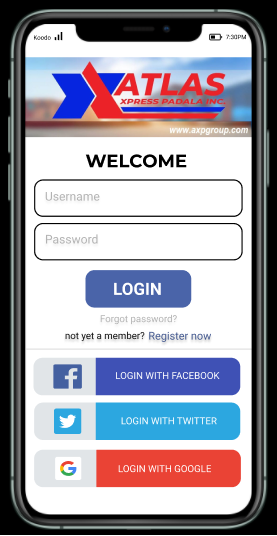 Koodo
7:30PM
ATLAS
XPRESS PADALA INC.
www.axpgroup.com
WELCOME
Username
Password
LOGIN
Forgot password?
not yet a member? Register now
LOGIN WITH FACEBOOK
LOGIN WITH TWITTER
G
LOGIN WITH GOOGLE